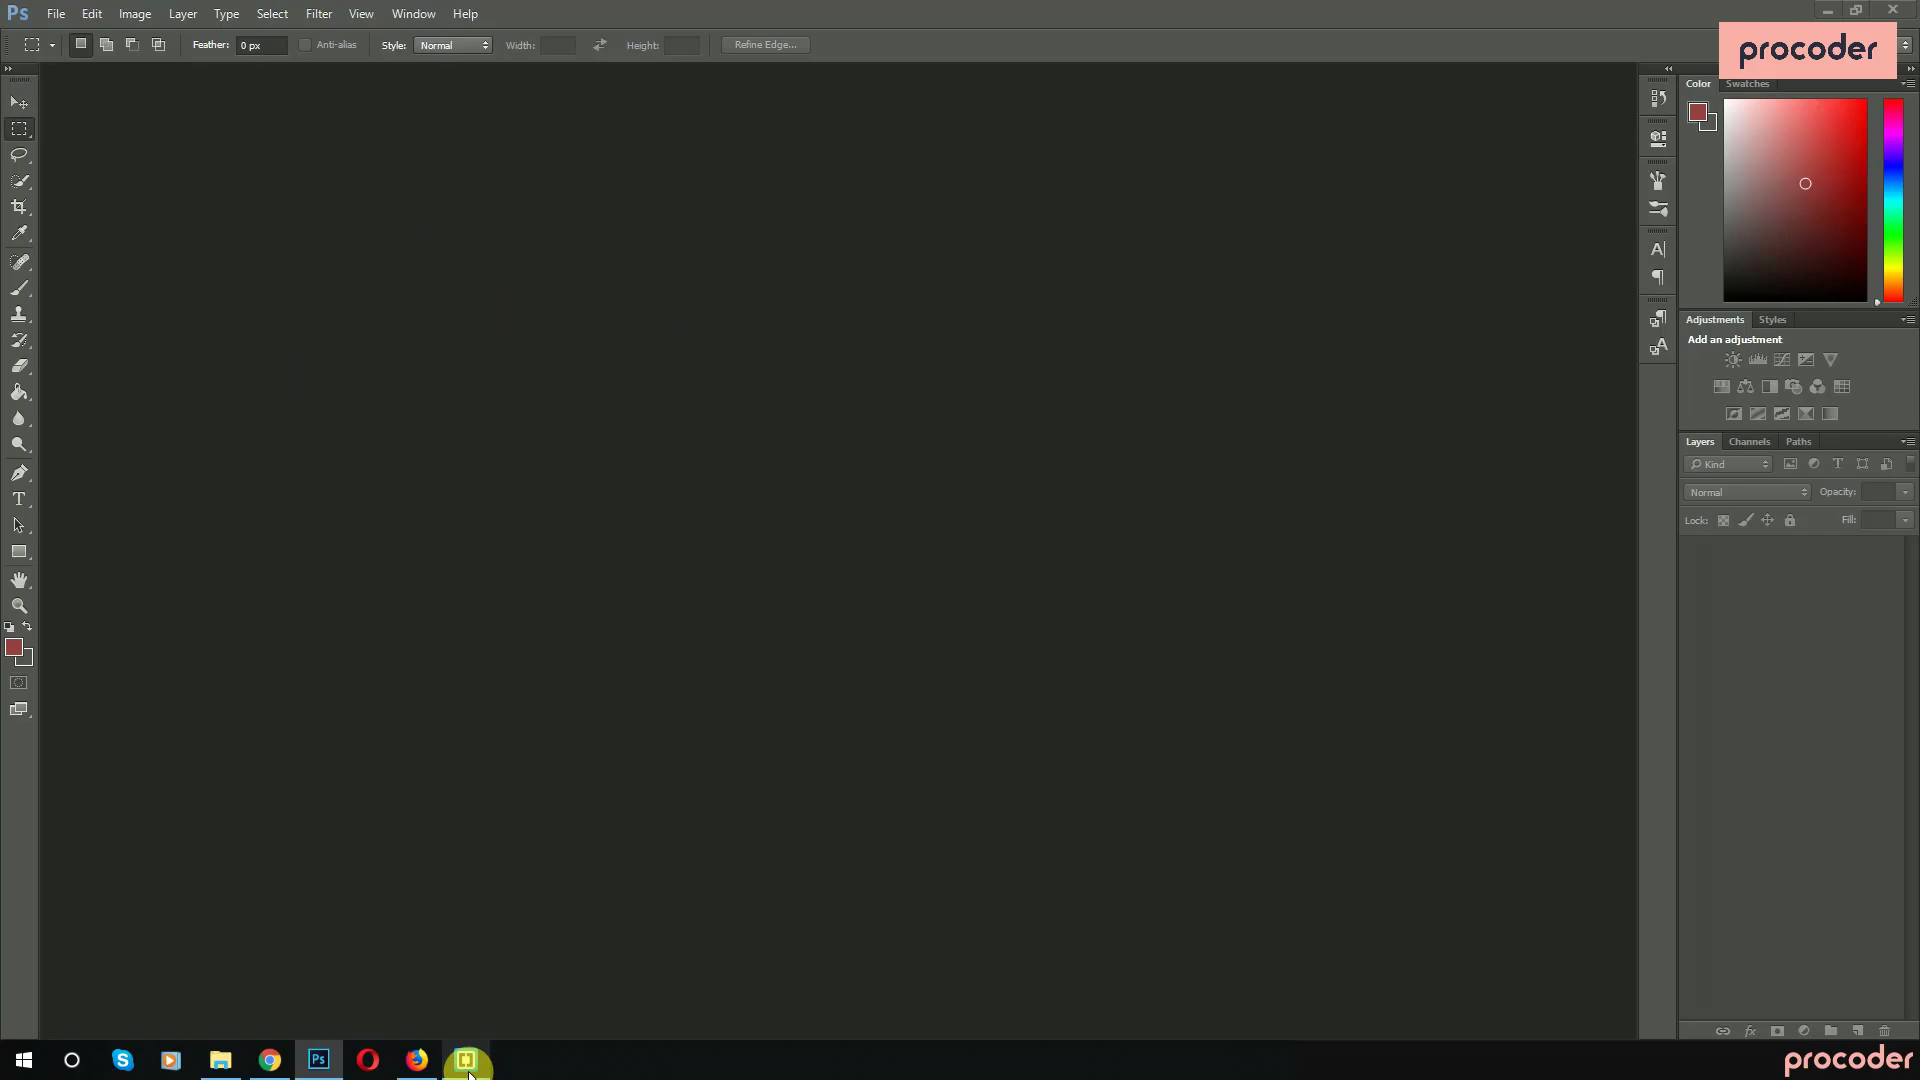 Ps File Edit Image Layer Type Select Filter View Window Help
Feather: 0 px Anti-alias Style: Normal Width: Height: Refine Edge...
procoder
Color Swatches
Adjustments Styles
Add an adjustment
Layers Channels Paths
Kind
Normal Opacity:
Lock: Fill:
Ps
procoder